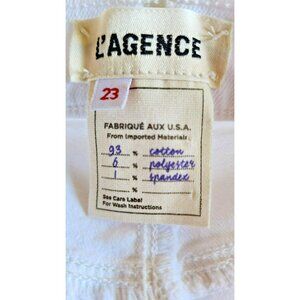 L'AGENCE
23
FABRIQUÉ AUX U.S.A.
From Imported Materials
93 % cotton
6 % polyester
1 % spandex
%
See Care Label
For Wash Instructions